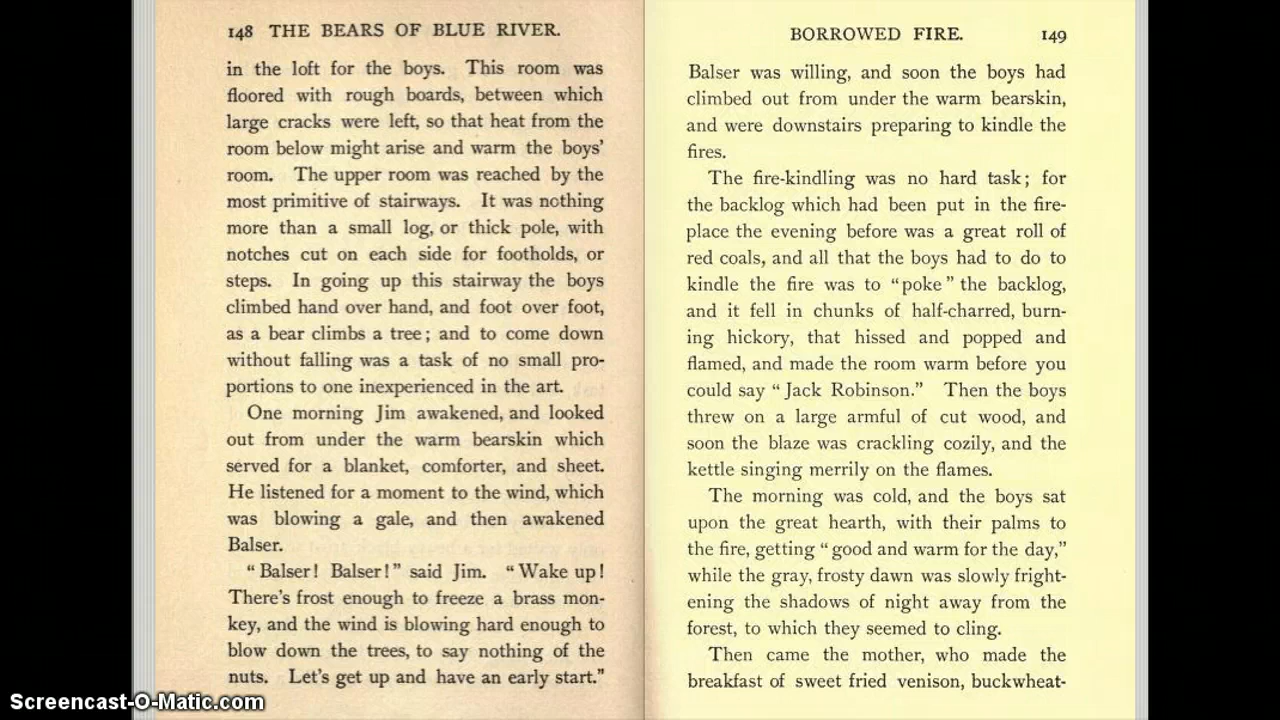 148 THE BEARS OF BLUE RIVER.
in the loft for the boys. This room was
floored with rough boards, between which
large cracks were left, so that heat from the
room below might arise and warm the boys'
room. The upper room was reached by the
most primitive of stairways. It was nothing
more than a small log, or thick pole, with
notches cut on each side for footholds, or
steps. In going up this stairway the boys
climbed hand over hand, and foot over foot,
as a bear climbs a tree; and to come down
without falling was a task of no small pro-
portions to one inexperienced in the art.
One morning Jim awakened, and looked
out from under the warm bearskin which
served for a blanket, comforter, and sheet.
He listened for a moment to the wind, which
was blowing a gale, and then awakened
Balser.
"Balser! Balser!" said Jim. "Wake up!
There's frost enough to freeze a brass mon-
key, and the wind is blowing hard enough to
blow down the trees, to say nothing of the
nuts. Let's get up and have an early start."
BORROWED FIRE. 149
Balser was willing, and soon the boys had
climbed out from under the warm bearskin,
and were downstairs preparing to kindle the
fires.
The fire-kindling was no hard task; for
the backlog which had been put in the fire-
place the evening before was a great roll of
red coals, and all that the boys had to do to
kindle the fire was to "poke" the backlog,
and it fell in chunks of half-charred, burn-
ing hickory, that hissed and popped and
flamed, and made the room warm before you
could say "Jack Robinson." Then the boys
threw on a large armful of cut wood, and
soon the blaze was crackling cozily, and the
kettle singing merrily on the flames.
The morning was cold, and the boys sat
upon the great hearth, with their palms to
the fire, getting "good and warm for the day,"
while the gray, frosty dawn was slowly fright-
ening the shadows of night away from the
forest, to which they seemed to cling.
Then came the mother, who made the
breakfast of sweet fried venison, buckwheat-
Screencast-O-Matic.com